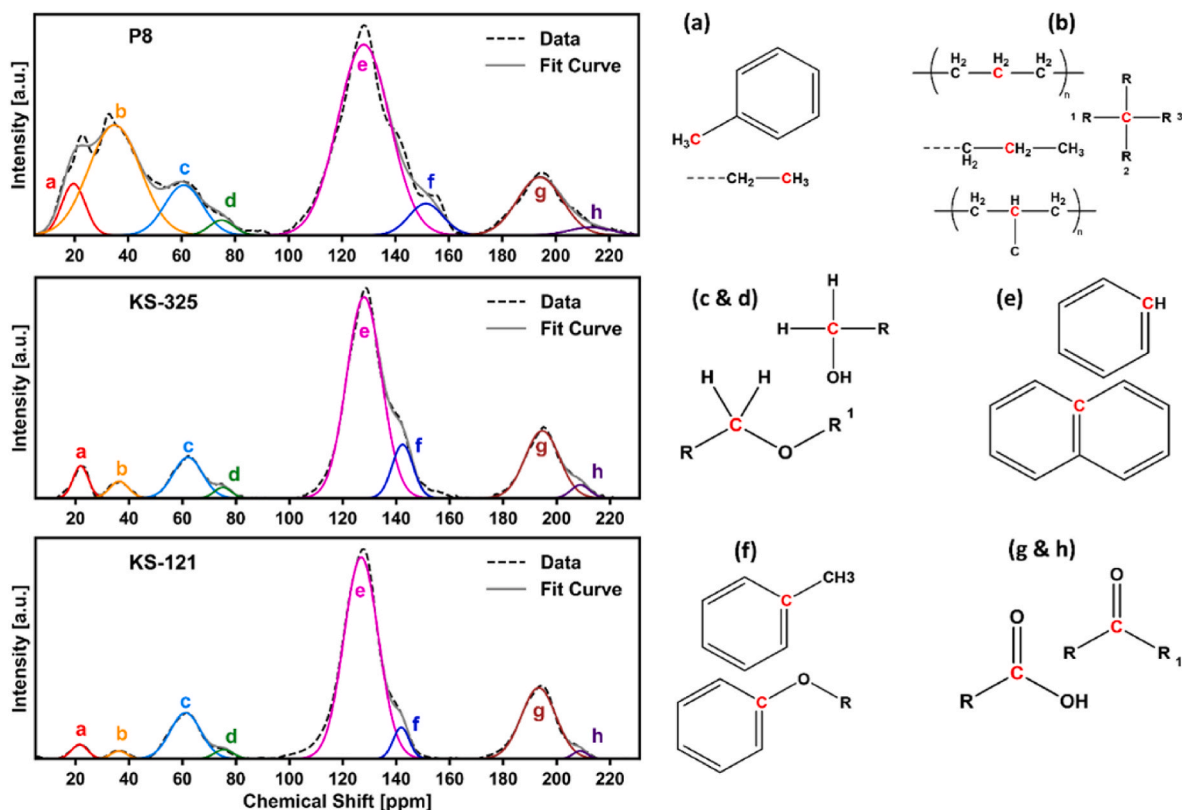 P8
Data
Fit Curve
Intensity [a.u.]
a
b
c
d
e
f
g
h
20 40 60 80 100 120 140 160 180 200 220
KS-325
Data
Fit Curve
Intensity [a.u.]
a
b
c
d
e
f
g
h
20 40 60 80 100 120 140 160 180 200 220
KS-121
Data
Fit Curve
Intensity [a.u.]
a
b
c
d
e
f
g
h
20 40 60 80 100 120 140 160 180 200 220
Chemical Shift [ppm]
(a)
H₃C
CH₂ CH₃
(b)
H₂ H₂ H₂
C C C
n
R
1 R C R 3
R
2
C H₂ CH₂ CH₃
H₂ H H₂
C C C
n
C
(c & d)
H
H C R
OH
H H
R C O R 1
(e)
CH
C
(f)
CH3
C
O
C R
(g & h)
O
C
R R 1
O
C
R OH